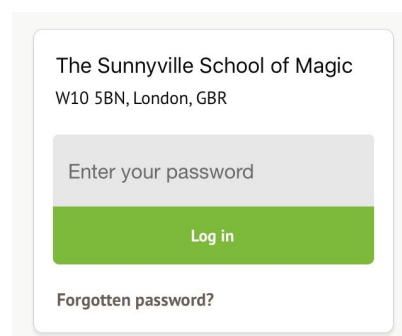 The Sunnyville School of Magic
W10 5BN, London, GBR
Enter your password
Log in
Forgotten password?